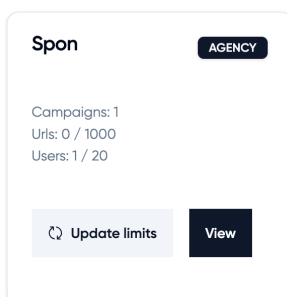 Spon
AGENCY
Campaigns: 1
Urls: 0 / 1000
Users: 1 / 20
Update limits
View